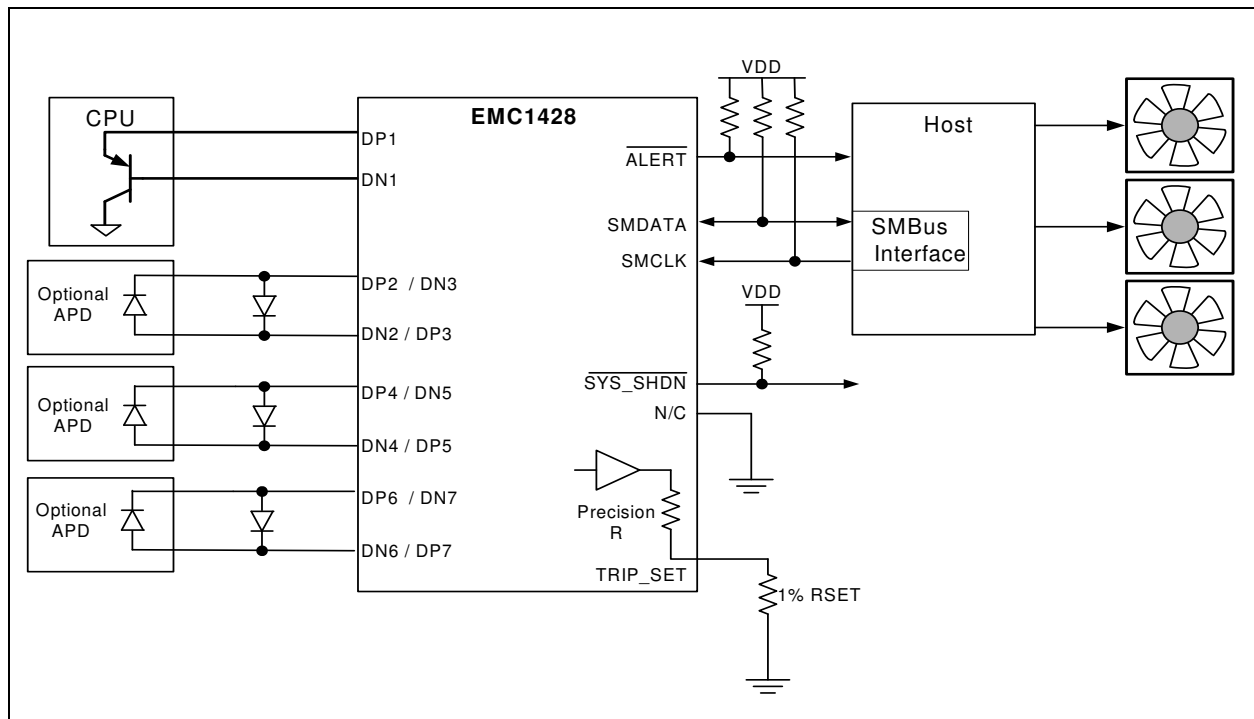 CPU
EMC1428
DP1
DN1
ALERT
SMDATA
SMCLK
VDD
Host
SMBus
Interface
Optional
APD
DP2 / DN3
DN2 / DP3
VDD
Optional
APD
DP4 / DN5
DN4 / DP5
SYS_SHDN
N/C
Optional
APD
DP6 / DN7
DN6 / DP7
Precision
R
TRIP_SET
1% RSET